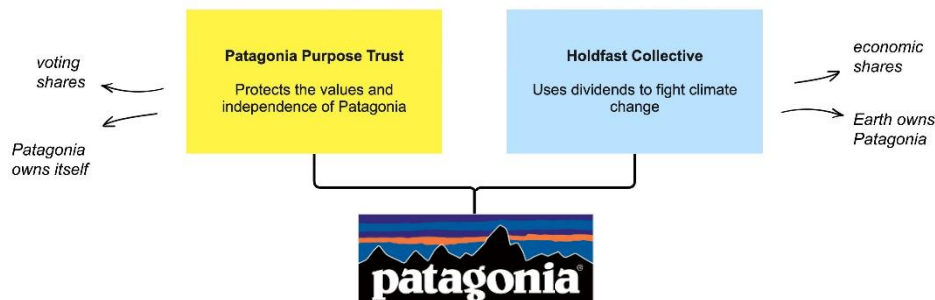 voting
shares
Patagonia
owns itself
Patagonia Purpose Trust
Protects the values and
independence of Patagonia
Holdfast Collective
Uses dividends to fight climate
change
economic
shares
Earth owns
Patagonia
patagonia®